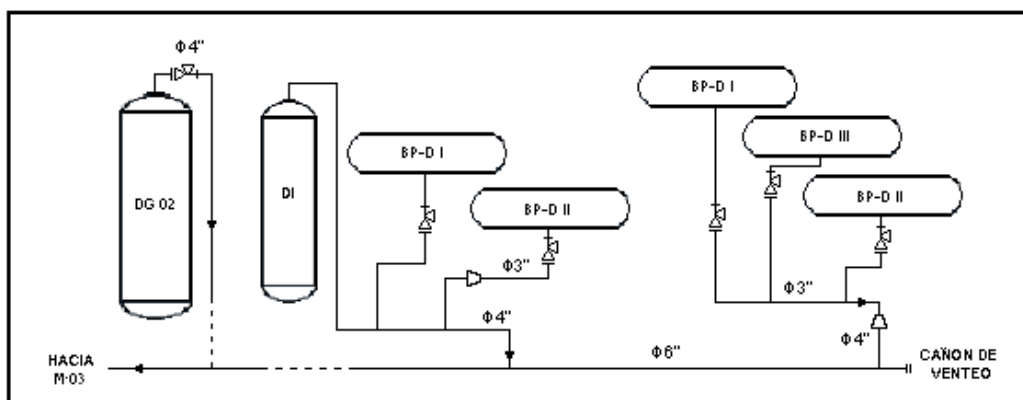 Φ4"
BP-D I
BP-D III
BP-D I
DG 02
DI
BP-D II
BP-D II
Φ3"
Φ3"
Φ4"
Φ4"
Φ6"
HACIA
M-03
CAÑON DE
VENTEO